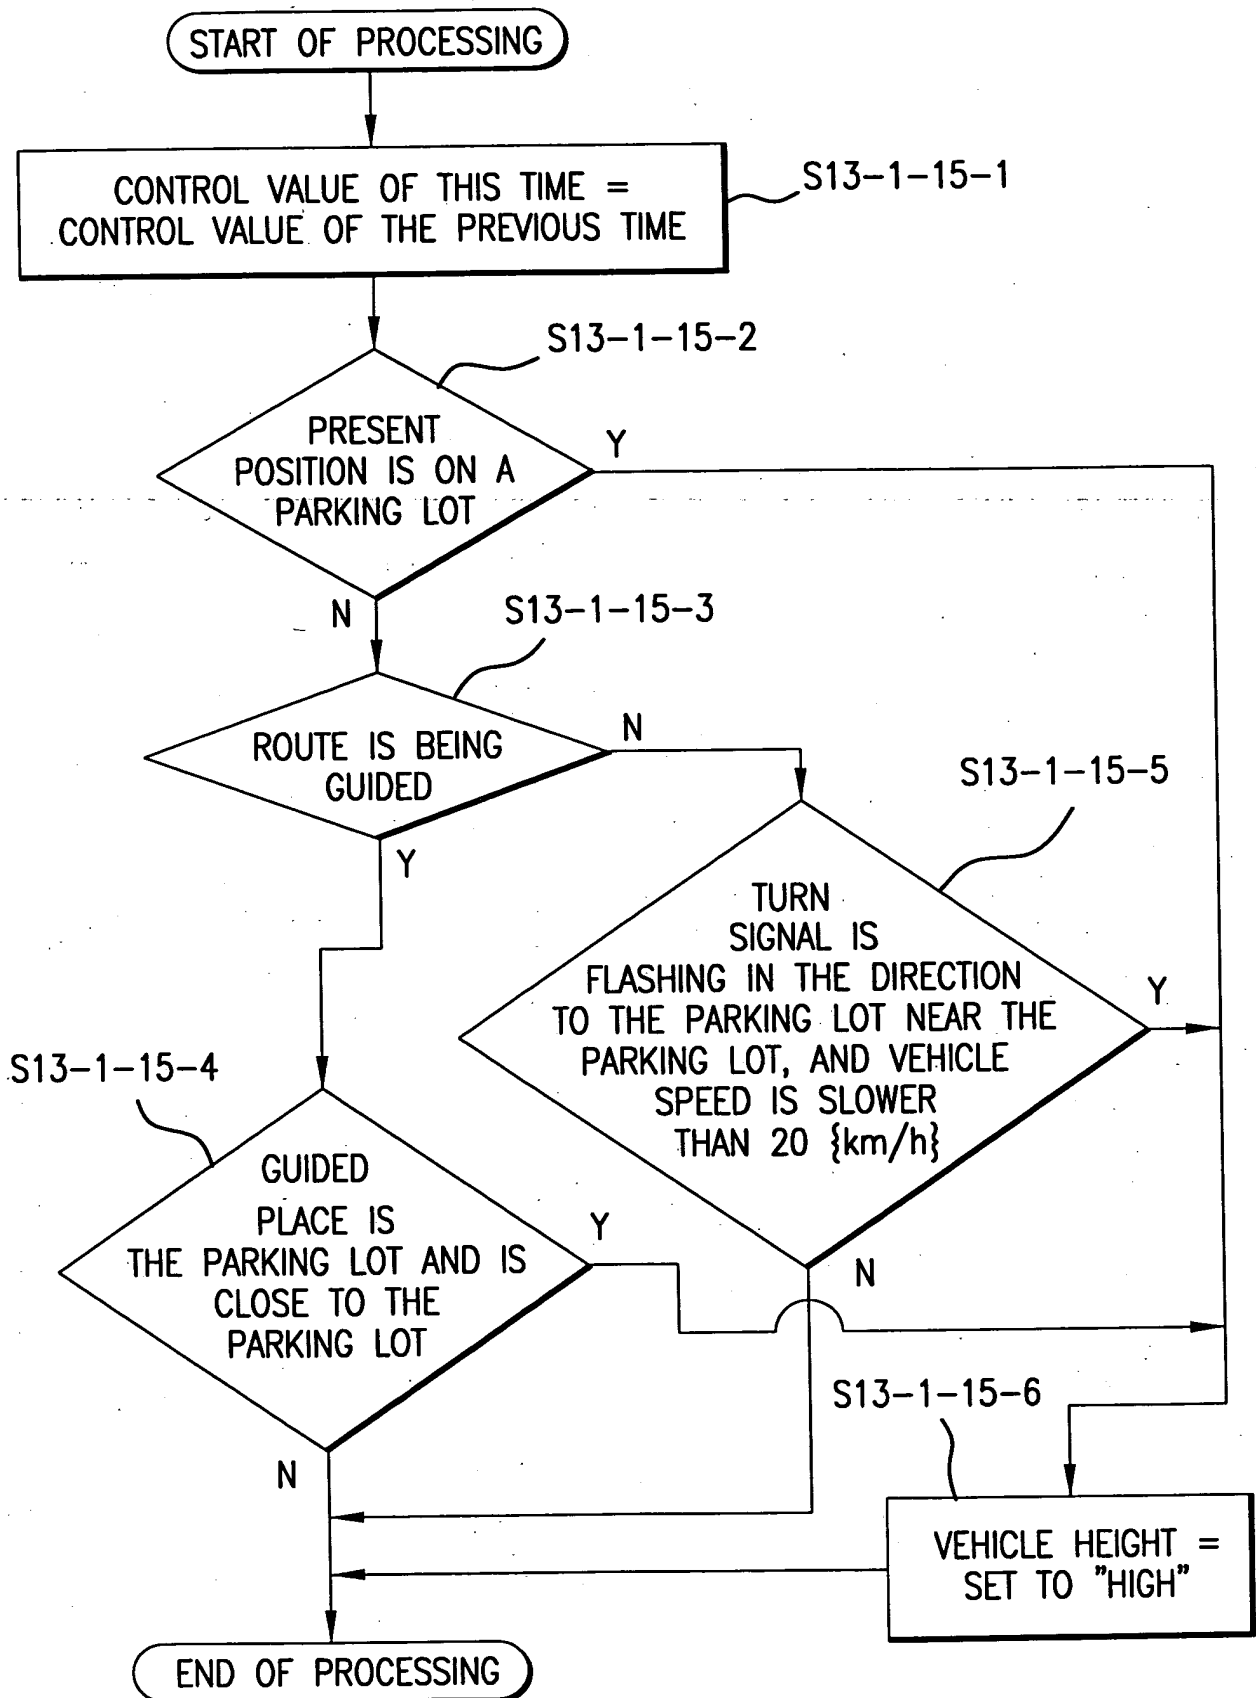 START OF PROCESSING
CONTROL VALUE OF THIS TIME =
CONTROL VALUE OF THE PREVIOUS TIME
S13-1-15-1
S13-1-15-2
PRESENT
POSITION IS ON A
PARKING LOT
Y
N
S13-1-15-3
ROUTE IS BEING
GUIDED
N
Y
S13-1-15-5
TURN
SIGNAL IS
FLASHING IN THE DIRECTION
TO THE PARKING LOT NEAR THE
PARKING LOT, AND VEHICLE
SPEED IS SLOWER
THAN 20 {km/h}
Y
N
S13-1-15-4
GUIDED
PLACE IS
THE PARKING LOT AND IS
CLOSE TO THE
PARKING LOT
Y
N
S13-1-15-6
VEHICLE HEIGHT =
SET TO "HIGH"
END OF PROCESSING